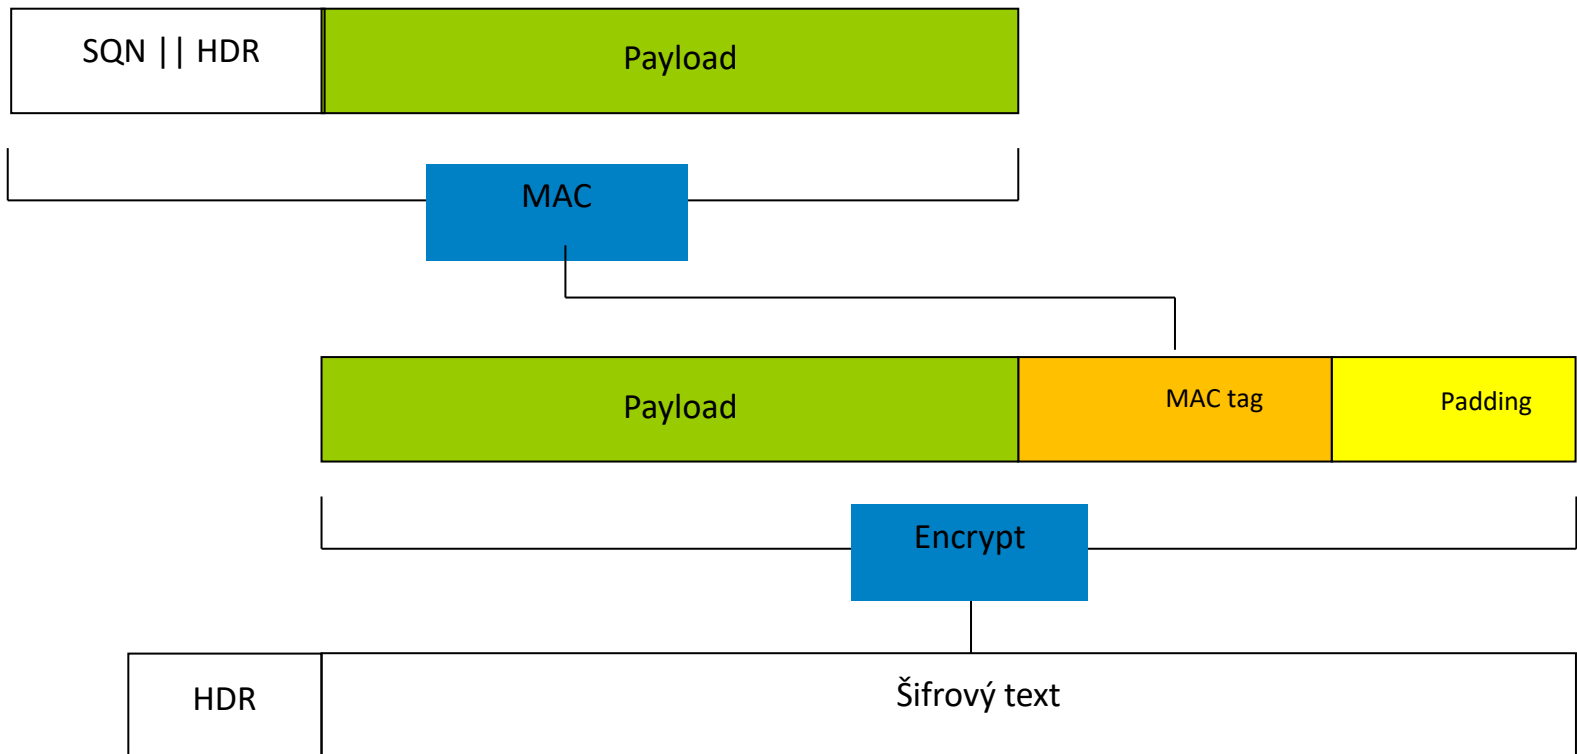 SQN || HDR
Payload
MAC
Payload
MAC tag
Padding
Encrypt
HDR
Šifrový text